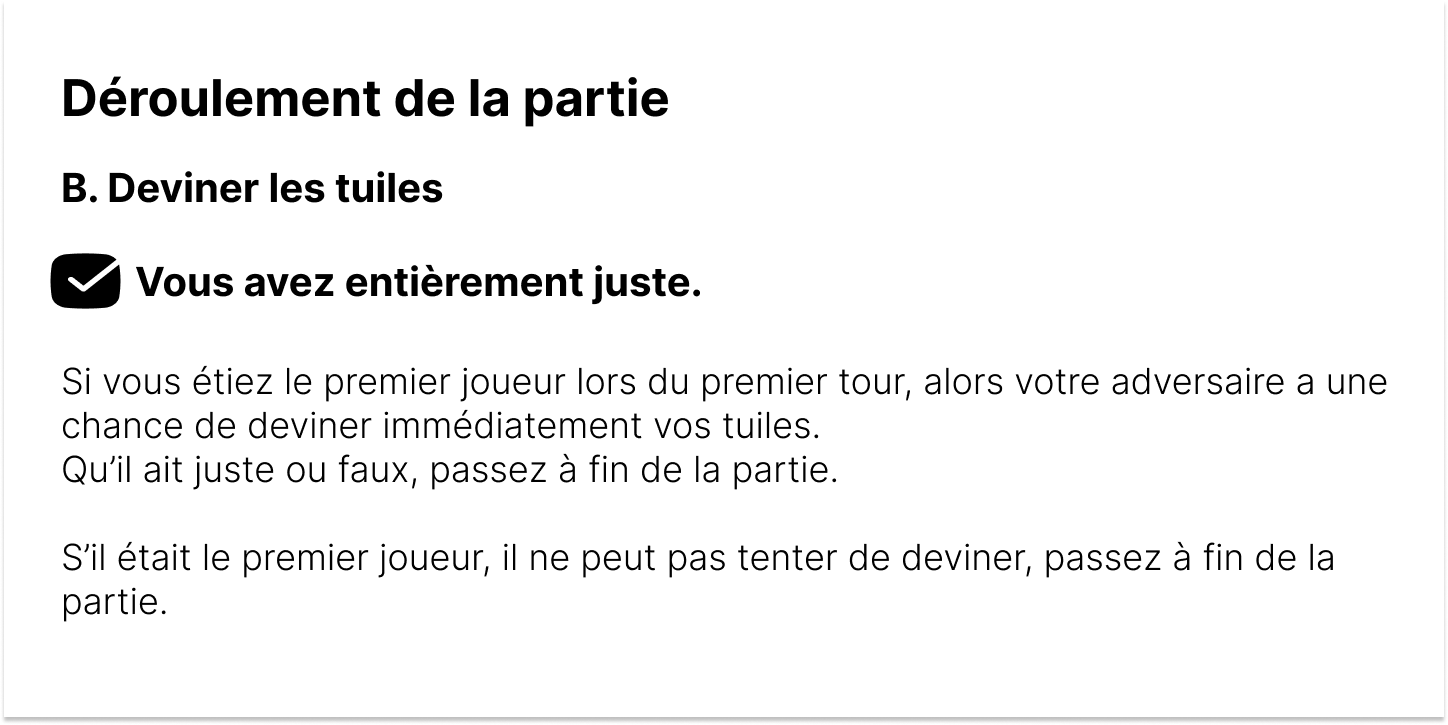 Déroulement de la partie
B. Deviner les tuiles
Vous avez entièrement juste.
Si vous étiez le premier joueur lors du premier tour, alors votre adversaire a une
chance de deviner immédiatement vos tuiles.
Qu’il ait juste ou faux, passez à fin de la partie.
S’il était le premier joueur, il ne peut pas tenter de deviner, passez à fin de la
partie.